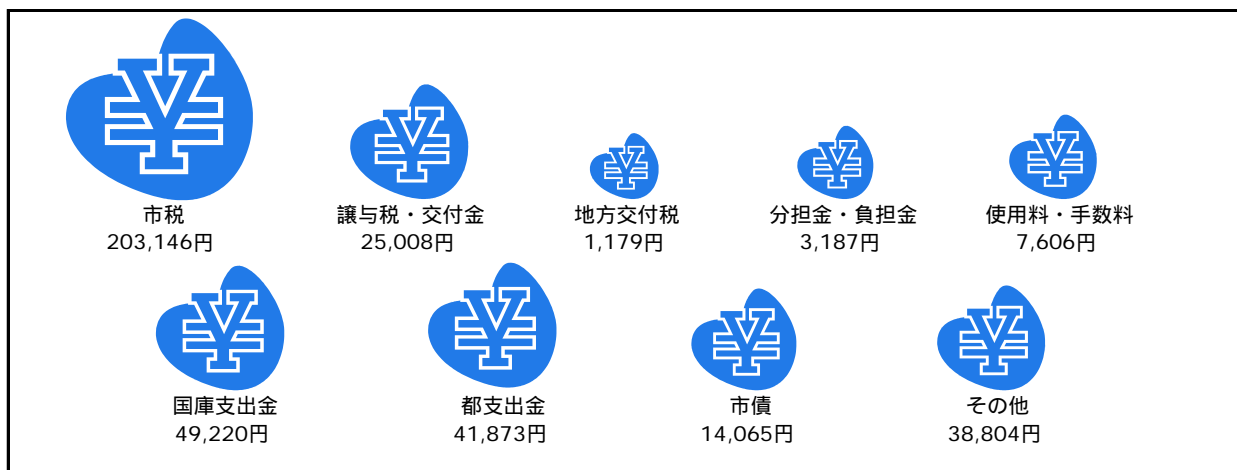 市税
203,146円
譲与税・交付金
25,008円
地方交付税
1,179円
分担金・負担金
3,187円
使用料・手数料
7,606円
国庫支出金
49,220円
都支出金
41,873円
市債
14,065円
その他
38,804円